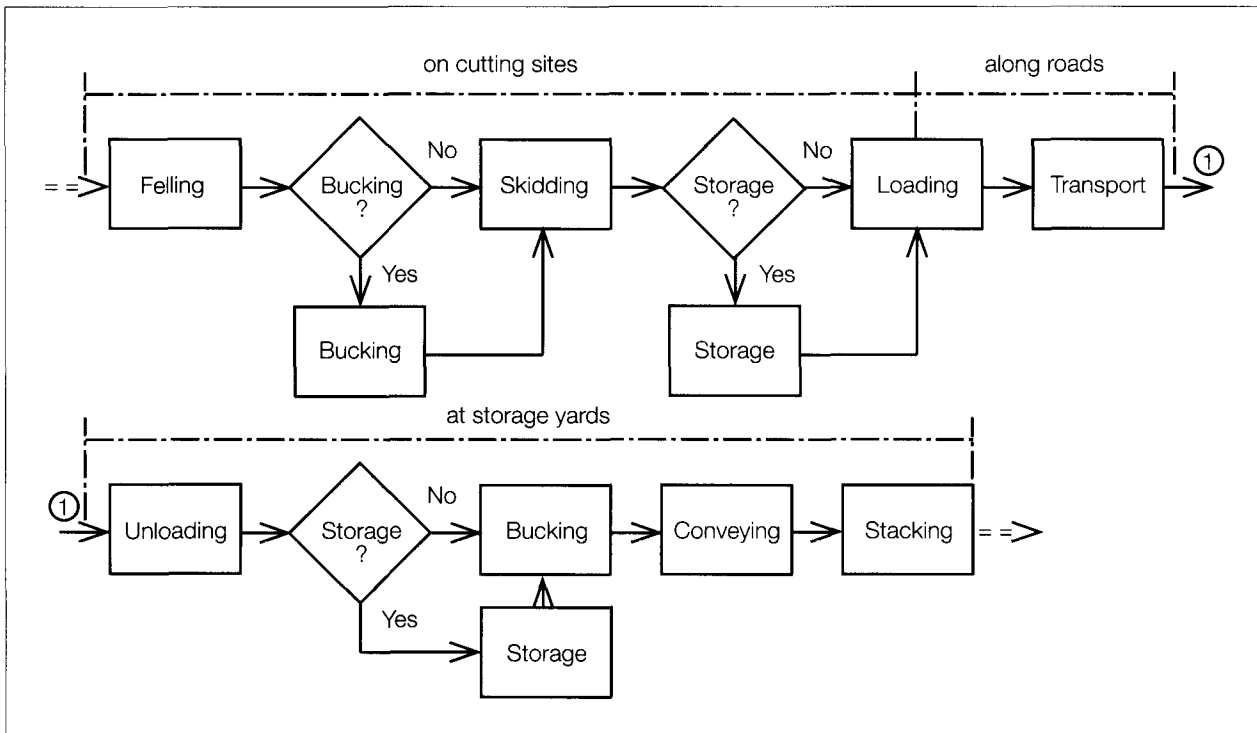 on cutting sites
along roads
Felling
Bucking
?
No
Yes
Bucking
Skidding
Storage
?
No
Yes
Storage
Loading
Transport
1
at storage yards
1
Unloading
Storage
?
No
Yes
Storage
Bucking
Conveying
Stacking